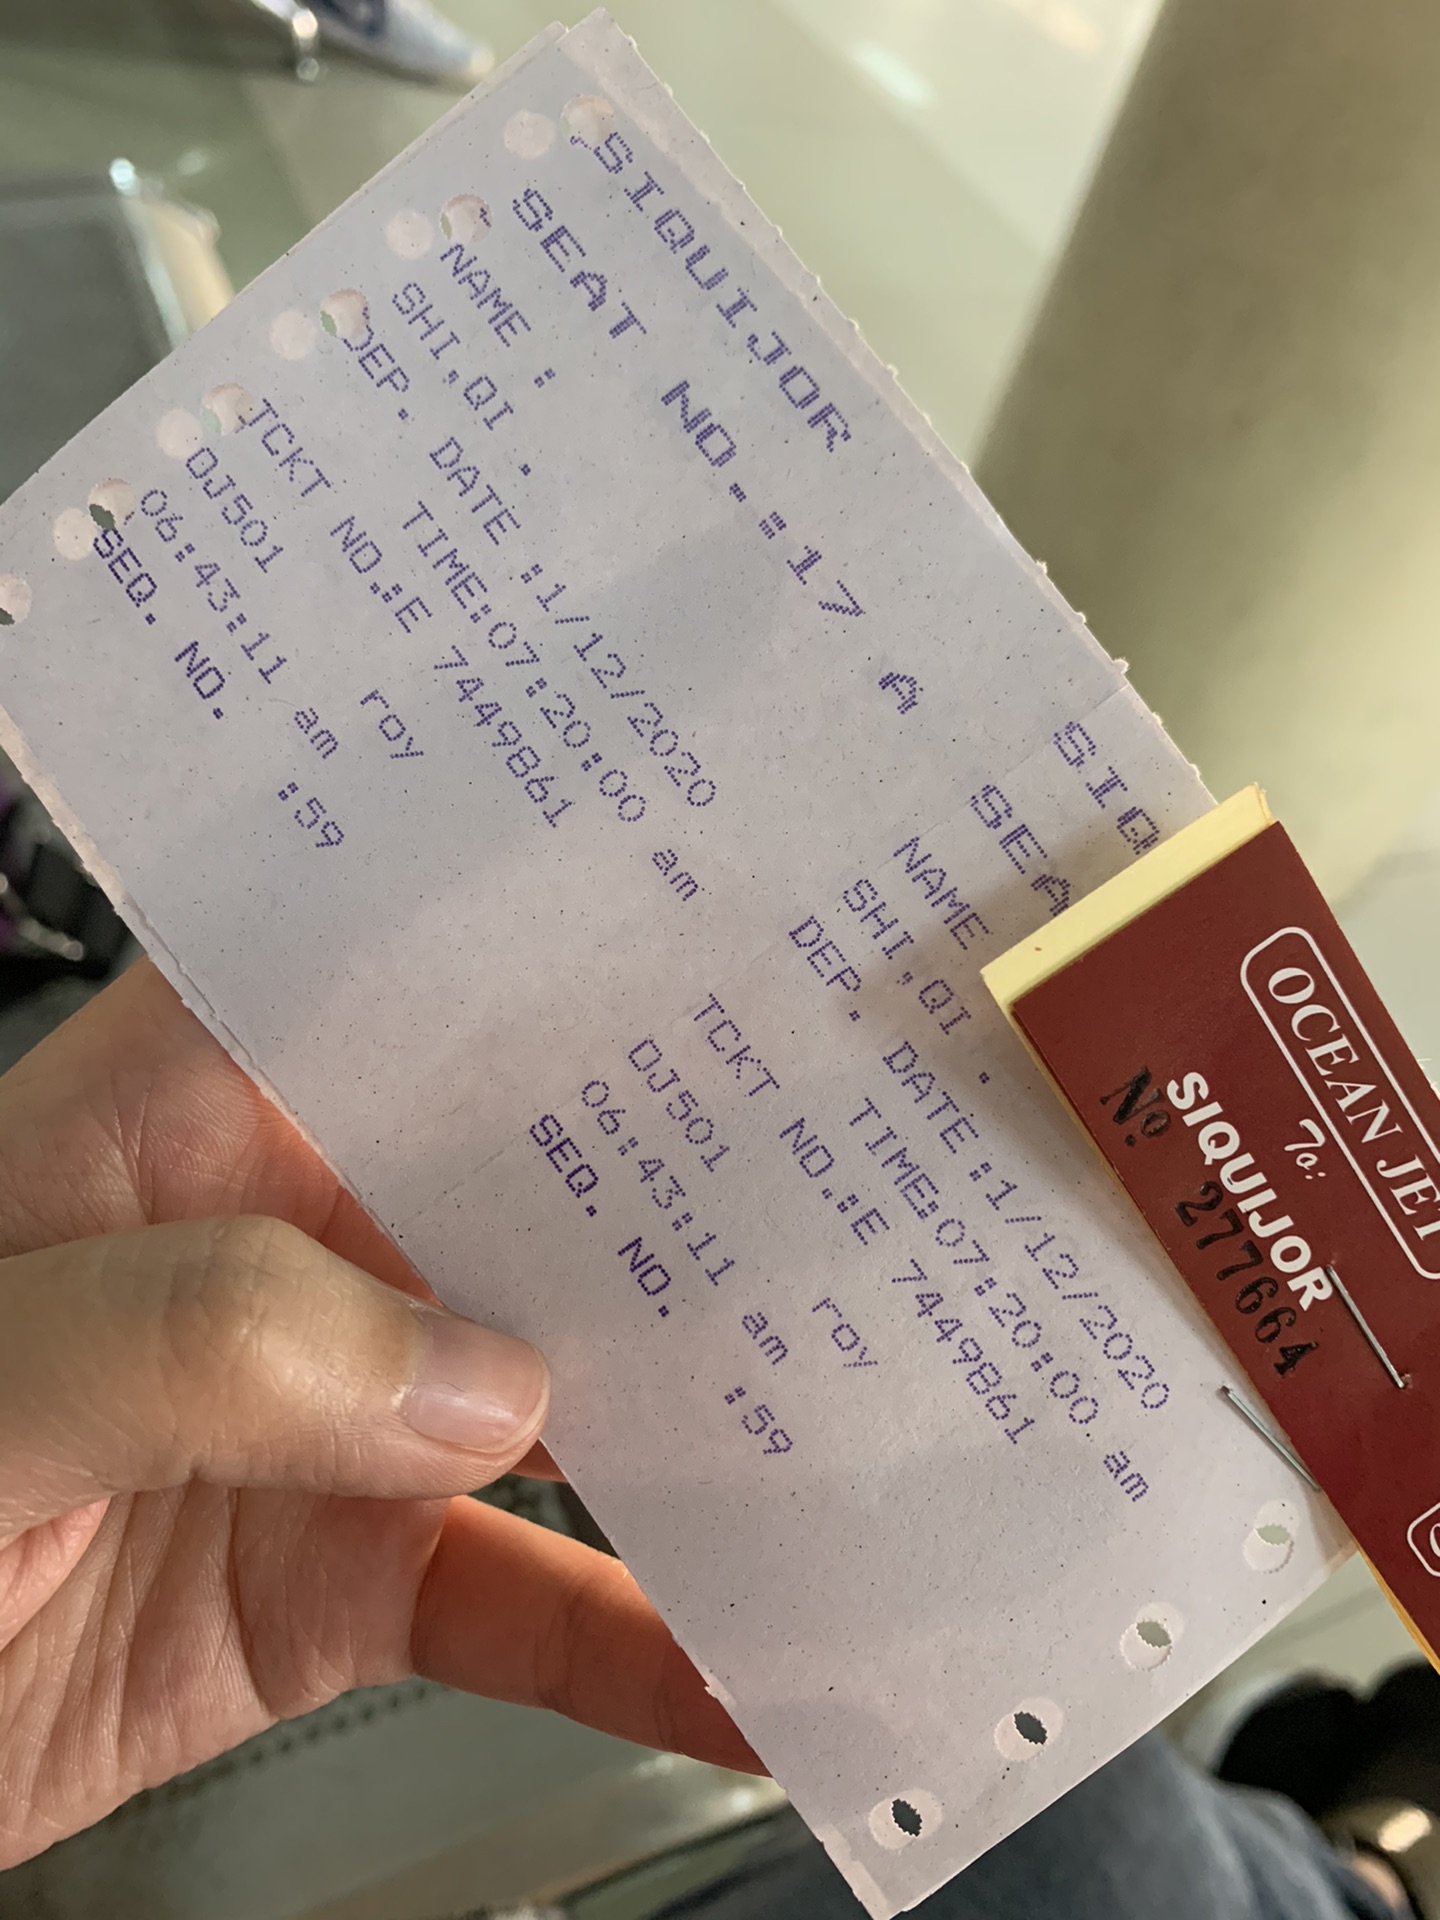 SIQUIJOR
SEAT NO.:17 A
NAME :
SHI,QI .
DEP. DATE :1/12/2020
TIME:07:20:00 am
TCKT NO.:E 7449861
OJ501 roy
06:43:11 am
SEQ. NO. :59
SIQ
SEA
NAME
SHI,QI .
DEP. DATE :1/12/2020
TIME:07:20:00 am
TCKT NO.:E 7449861
OJ501 roy
06:43:11 am
SEQ. NO. :59
OCEAN JET
To:
SIQUIJOR
No. 277664